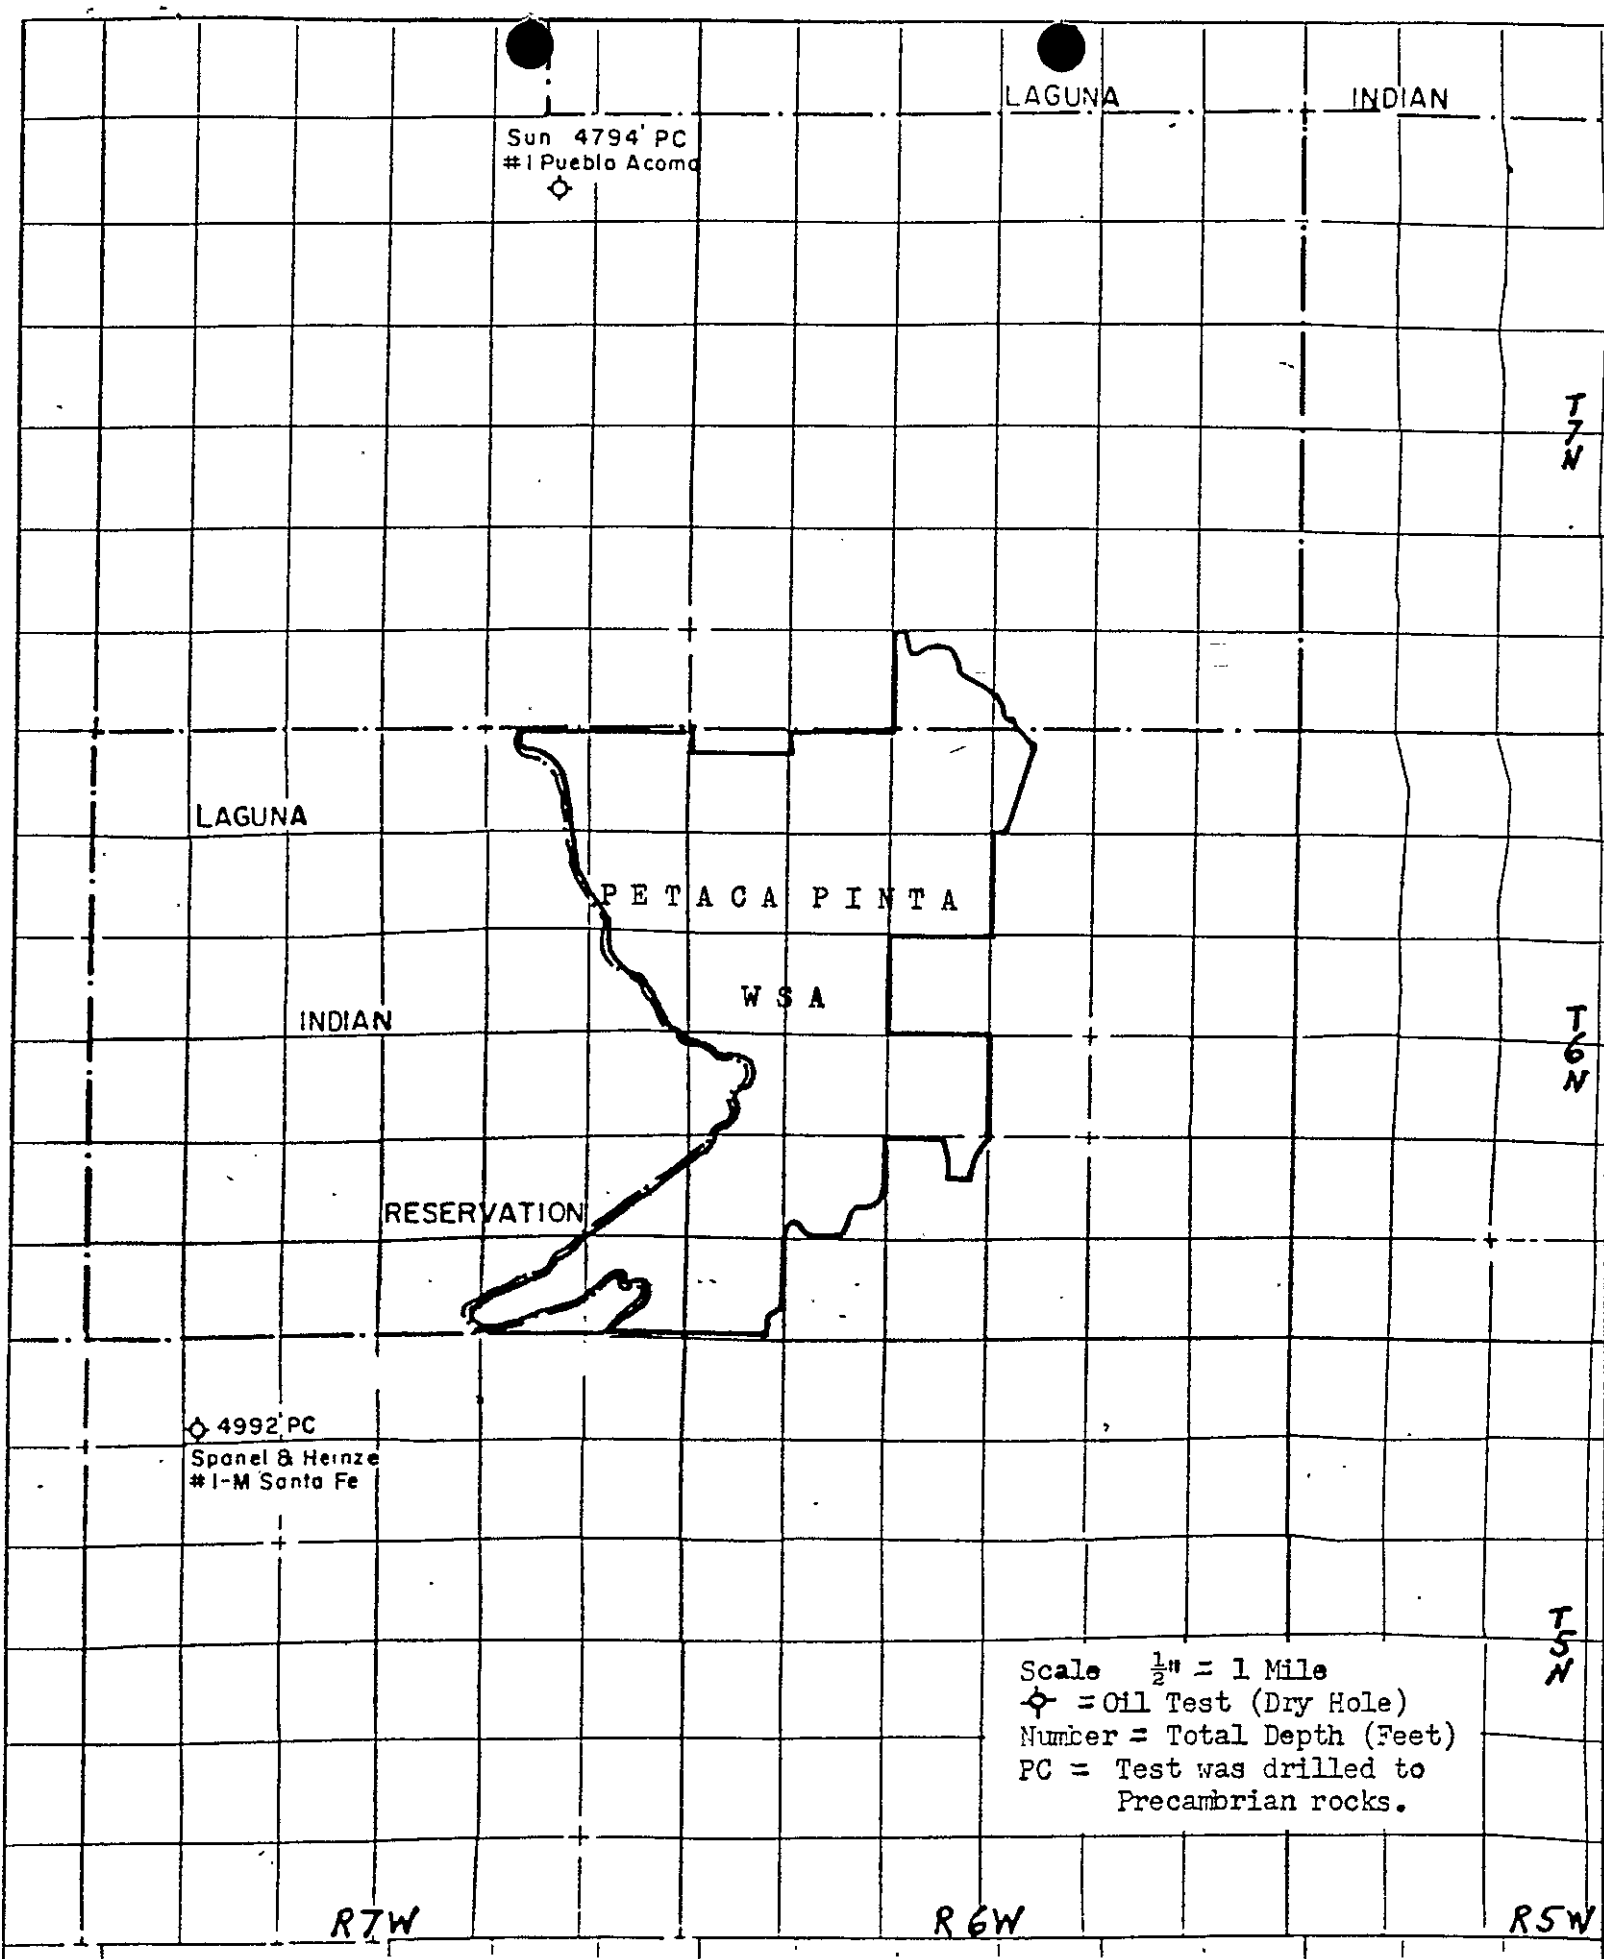 LAGUNA INDIAN
Sun 4794' PC
#1 Pueblo Acoma
T
7
N
LAGUNA
PETACA PINTA
WSA
INDIAN
T
6
N
RESERVATION
4992' PC
Spanel & Heinze
#1-M Santa Fe
T
5
N
Scale ½" = 1 Mile
= Oil Test (Dry Hole)
Number = Total Depth (Feet)
PC = Test was drilled to
Precambrian rocks.
R7W R6W R5W